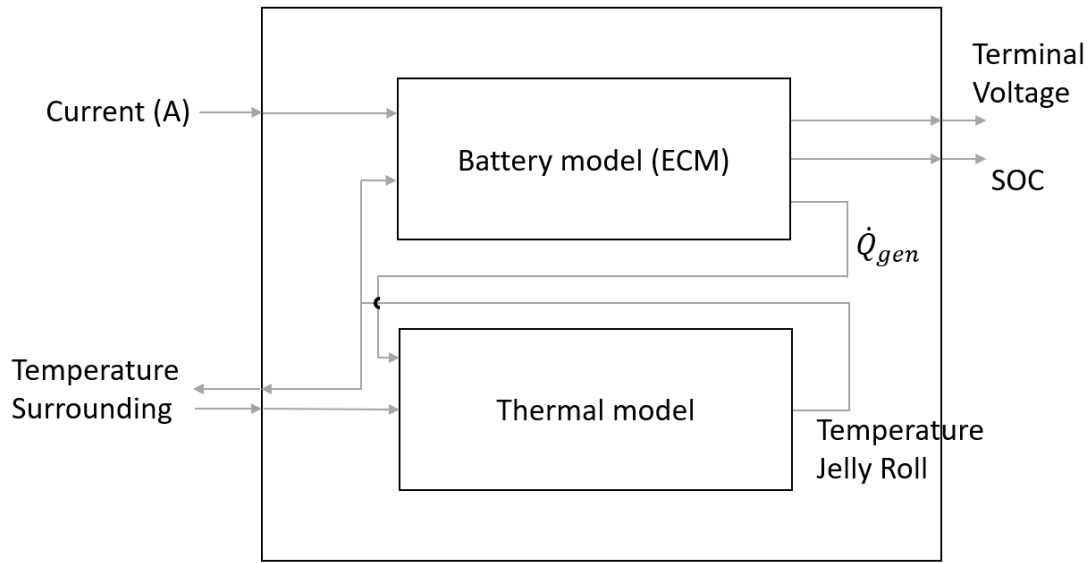 Terminal
Voltage
Current (A)
Battery model (ECM)
SOC
Q̇gen
Temperature
Surrounding
Thermal model
Temperature
Jelly Roll